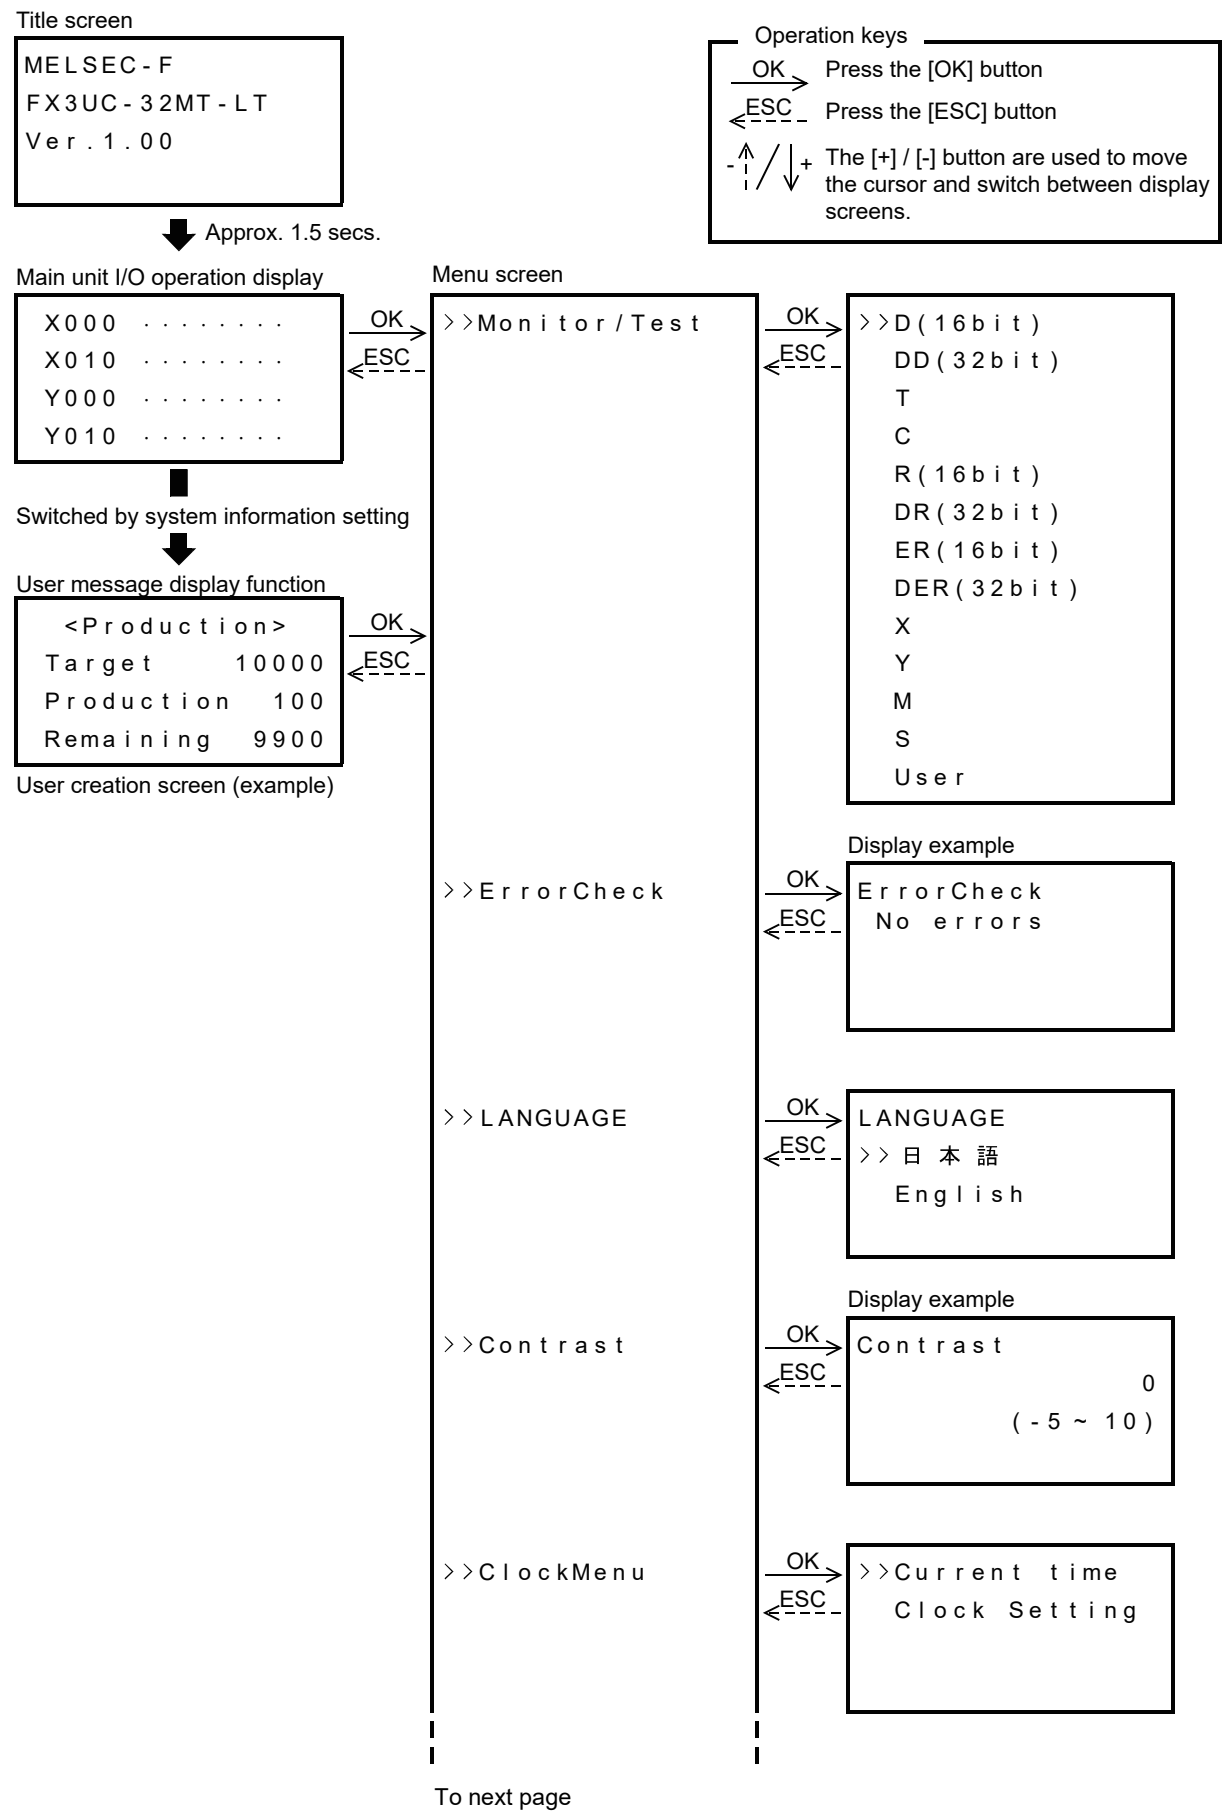 Title screen
MELSEC-F
FX3UC-32MT-LT
Ver.1.00
Approx. 1.5 secs.
Operation keys
OK Press the [OK] button
ESC Press the [ESC] button
- / + The [+] / [-] button are used to move
the cursor and switch between display
screens.
Main unit I/O operation display
X000 ········
X010 ········
Y000 ········
Y010 ········
OK
ESC
Switched by system information setting
User message display function
<Production>
Target 10000
Production 100
Remaining 9900
OK
ESC
User creation screen (example)
Menu screen
>>Monitor/Test
OK
ESC
>>D(16bit)
DD(32bit)
T
C
R(16bit)
DR(32bit)
ER(16bit)
DER(32bit)
X
Y
M
S
User
>>ErrorCheck
OK
ESC
Display example
ErrorCheck
No errors
>>LANGUAGE
OK
ESC
LANGUAGE
>>日本語
English
>>Contrast
OK
ESC
Display example
Contrast
0
(-5~10)
>>ClockMenu
OK
ESC
>>Current time
Clock Setting
To next page